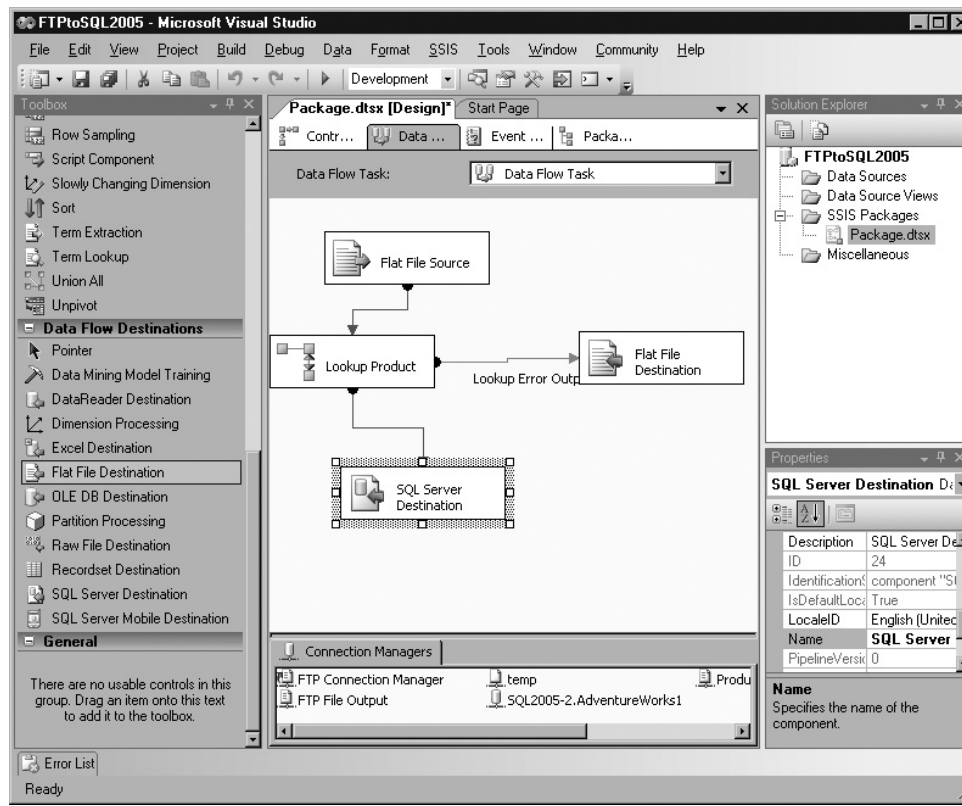 FTPtoSQL2005 - Microsoft Visual Studio
File Edit View Project Build Debug Data Format SSIS Tools Window Community Help
Development
Toolbox
Row Sampling
Script Component
Slowly Changing Dimension
Sort
Term Extraction
Term Lookup
Union All
Unpivot
Data Flow Destinations
Pointer
Data Mining Model Training
DataReader Destination
Dimension Processing
Excel Destination
Flat File Destination
OLE DB Destination
Partition Processing
Raw File Destination
Recordset Destination
SQL Server Destination
SQL Server Mobile Destination
General
There are no usable controls in this
group. Drag an item onto this text
to add it to the toolbox.
Package.dtsx [Design]* Start Page
Contr... Data ... Event ... Packa...
Data Flow Task: Data Flow Task
Flat File Source
Lookup Product
Lookup Error Outp
Flat File
Destination
SQL Server
Destination
Connection Managers
FTP Connection Manager temp Produ
FTP File Output SQL2005-2.AdventureWorks1
Solution Explorer
FTPtoSQL2005
Data Sources
Data Source Views
SSIS Packages
Package.dtsx
Miscellaneous
Properties
SQL Server Destination Da
Description SQL Server De
ID 24
IdentificationS component "S
IsDefaultLoca True
LocaleID English (United
Name SQL Server
PipelineVersic 0
Name
Specifies the name of the
component.
Error List
Ready